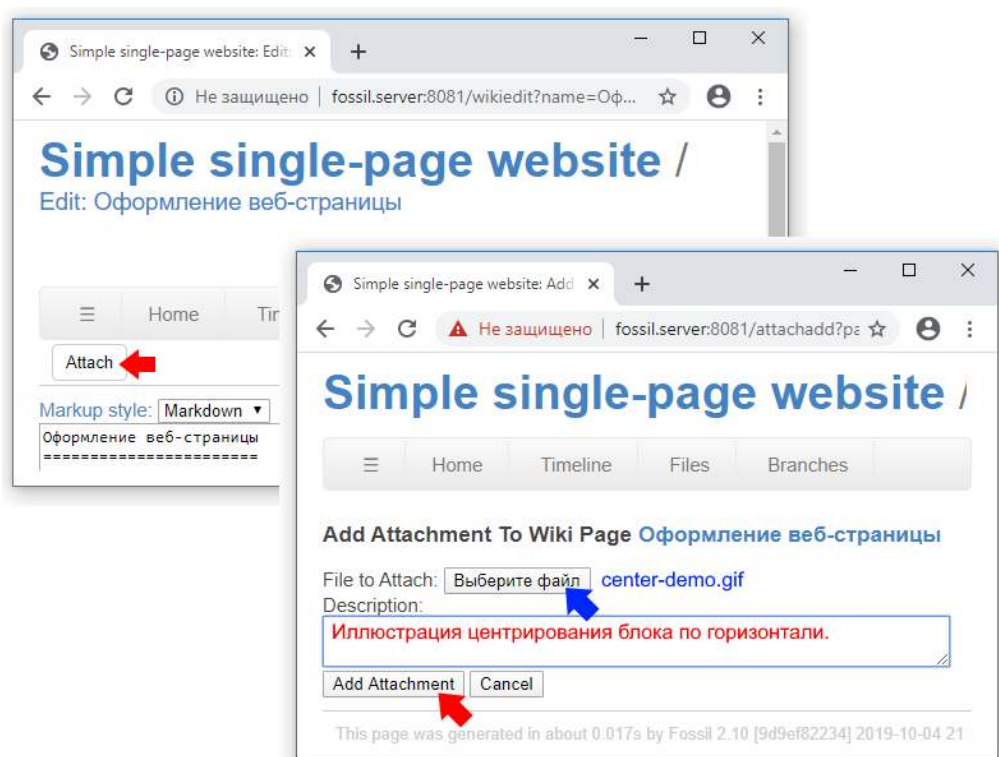 Simple single-page website: Edit:
Не защищено | fossil.server:8081/wikiedit?name=Оф...
Simple single-page website /
Edit: Оформление веб-страницы
☰ Home Tir
Attach
Markup style: Markdown ▼
Оформление веб-страницы
=======================
Simple single-page website: Add
Не защищено | fossil.server:8081/attachadd?pa
Simple single-page website /
☰ Home Timeline Files Branches
Add Attachment To Wiki Page Оформление веб-страницы
File to Attach: Выберите файл center-demo.gif
Description:
Иллюстрация центрирования блока по горизонтали.
Add Attachment Cancel
This page was generated in about 0.017s by Fossil 2.10 [9d9ef82234] 2019-10-04 21